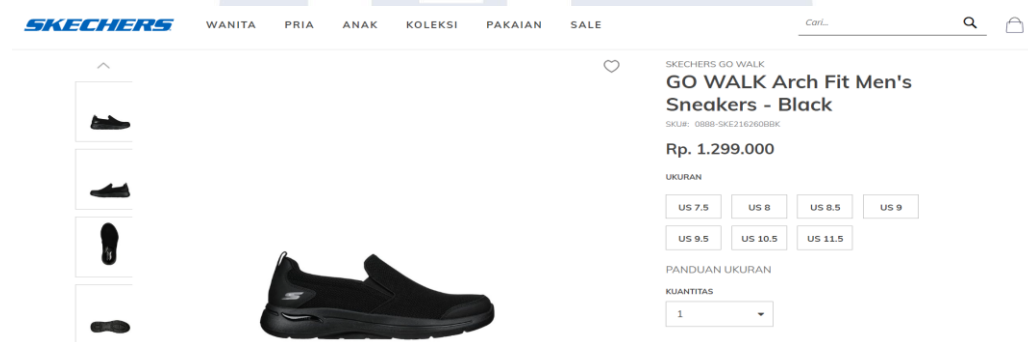 SKECHERS WANITA PRIA ANAK KOLEKSI PAKAIAN SALE Cari...
SKECHERS GO WALK
GO WALK Arch Fit Men's
Sneakers - Black
SKU#: 0888-SKE216260BBK
Rp. 1.299.000
UKURAN
US 7.5 US 8 US 8.5 US 9
US 9.5 US 10.5 US 11.5
PANDUAN UKURAN
KUANTITAS
1